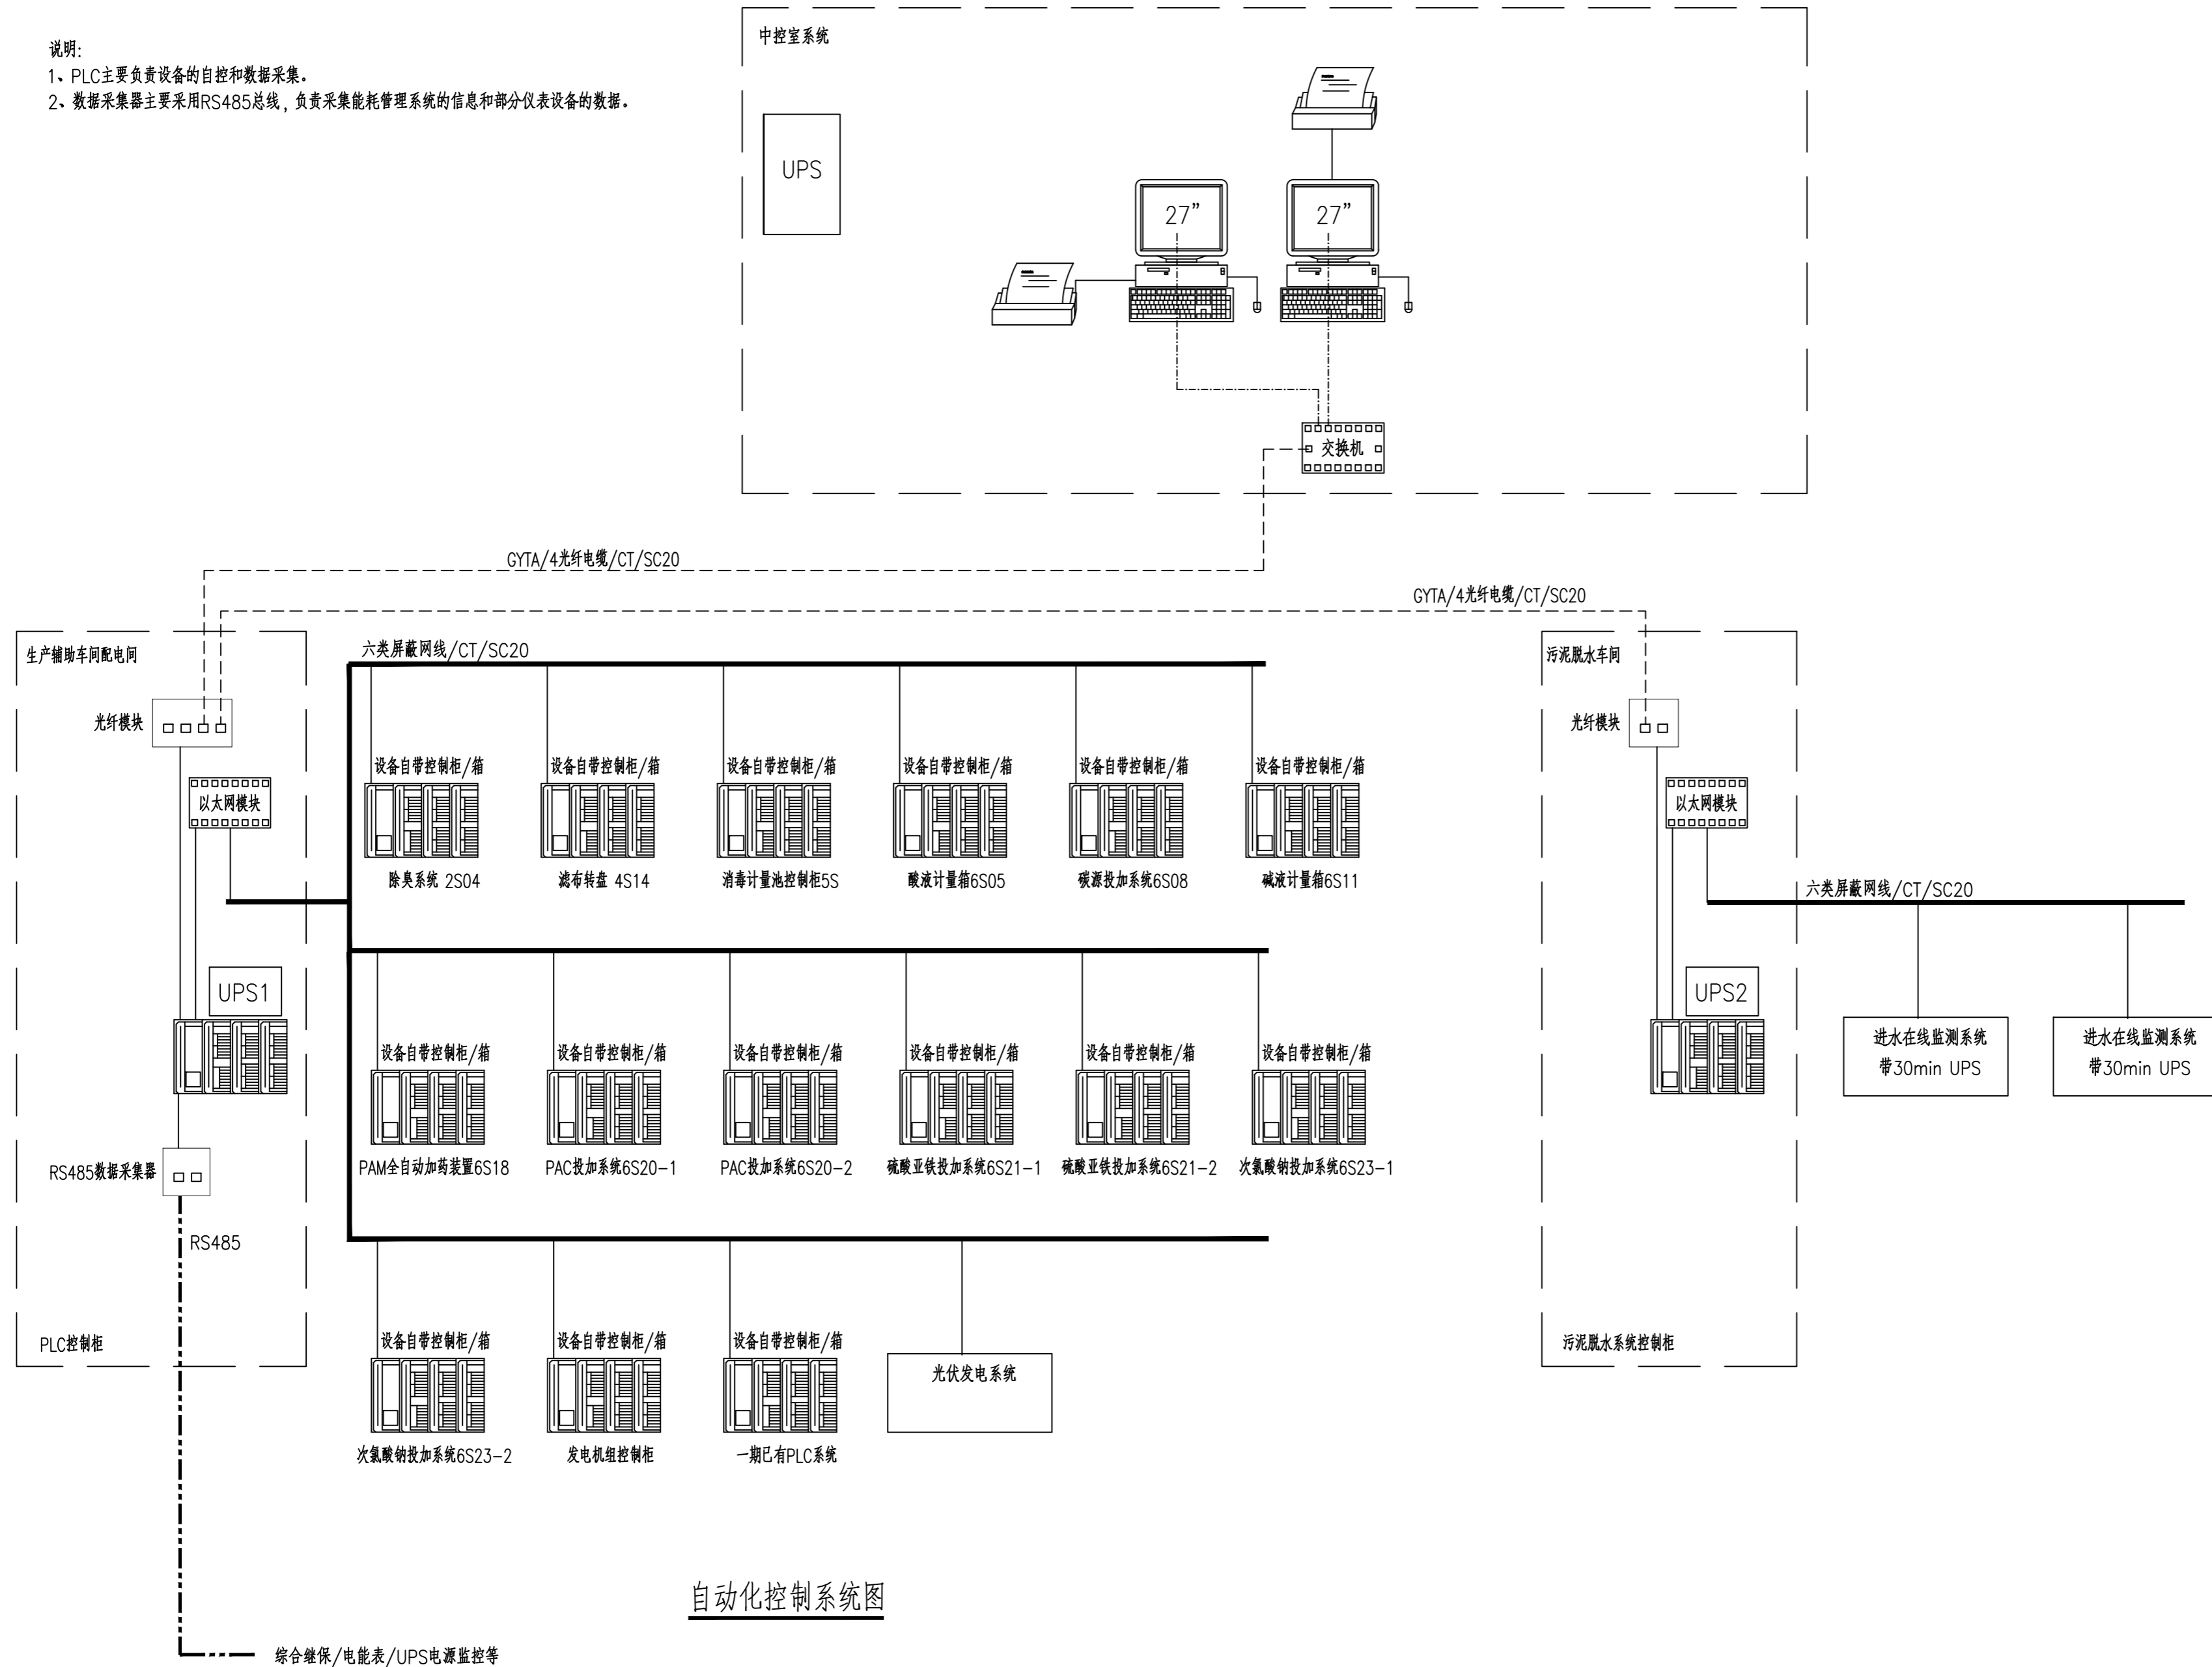 说明:
1、PLC主要负责设备的自控和数据采集。
2、数据采集器主要采用RS485总线,负责采集能耗管理系统的信息和部分仪表设备的数据。
中控室系统
UPS
27”
27”
交换机
GYTA/4光纤电缆/CT/SC20
GYTA/4光纤电缆/CT/SC20
生产辅助车间配电间
光纤模块
以太网模块
UPS1
RS485数据采集器
RS485
PLC控制柜
综合继保/电能表/UPS电源监控等
六类屏蔽网线/CT/SC20
设备自带控制柜/箱
设备自带控制柜/箱
设备自带控制柜/箱
设备自带控制柜/箱
设备自带控制柜/箱
设备自带控制柜/箱
除臭系统 2S04
滤布转盘 4S14
消毒计量池控制柜5S
酸液计量箱6S05
碳源投加系统6S08
碱液计量箱6S11
设备自带控制柜/箱
设备自带控制柜/箱
设备自带控制柜/箱
设备自带控制柜/箱
设备自带控制柜/箱
设备自带控制柜/箱
PAM全自动加药装置6S18
PAC投加系统6S20-1
PAC投加系统6S20-2
硫酸亚铁投加系统6S21-1
硫酸亚铁投加系统6S21-2
次氯酸钠投加系统6S23-1
设备自带控制柜/箱
设备自带控制柜/箱
设备自带控制柜/箱
光伏发电系统
次氯酸钠投加系统6S23-2
发电机组控制柜
一期已有PLC系统
污泥脱水车间
光纤模块
以太网模块
六类屏蔽网线/CT/SC20
UPS2
进水在线监测系统
带30min UPS
进水在线监测系统
带30min UPS
污泥脱水系统控制柜
自动化控制系统图